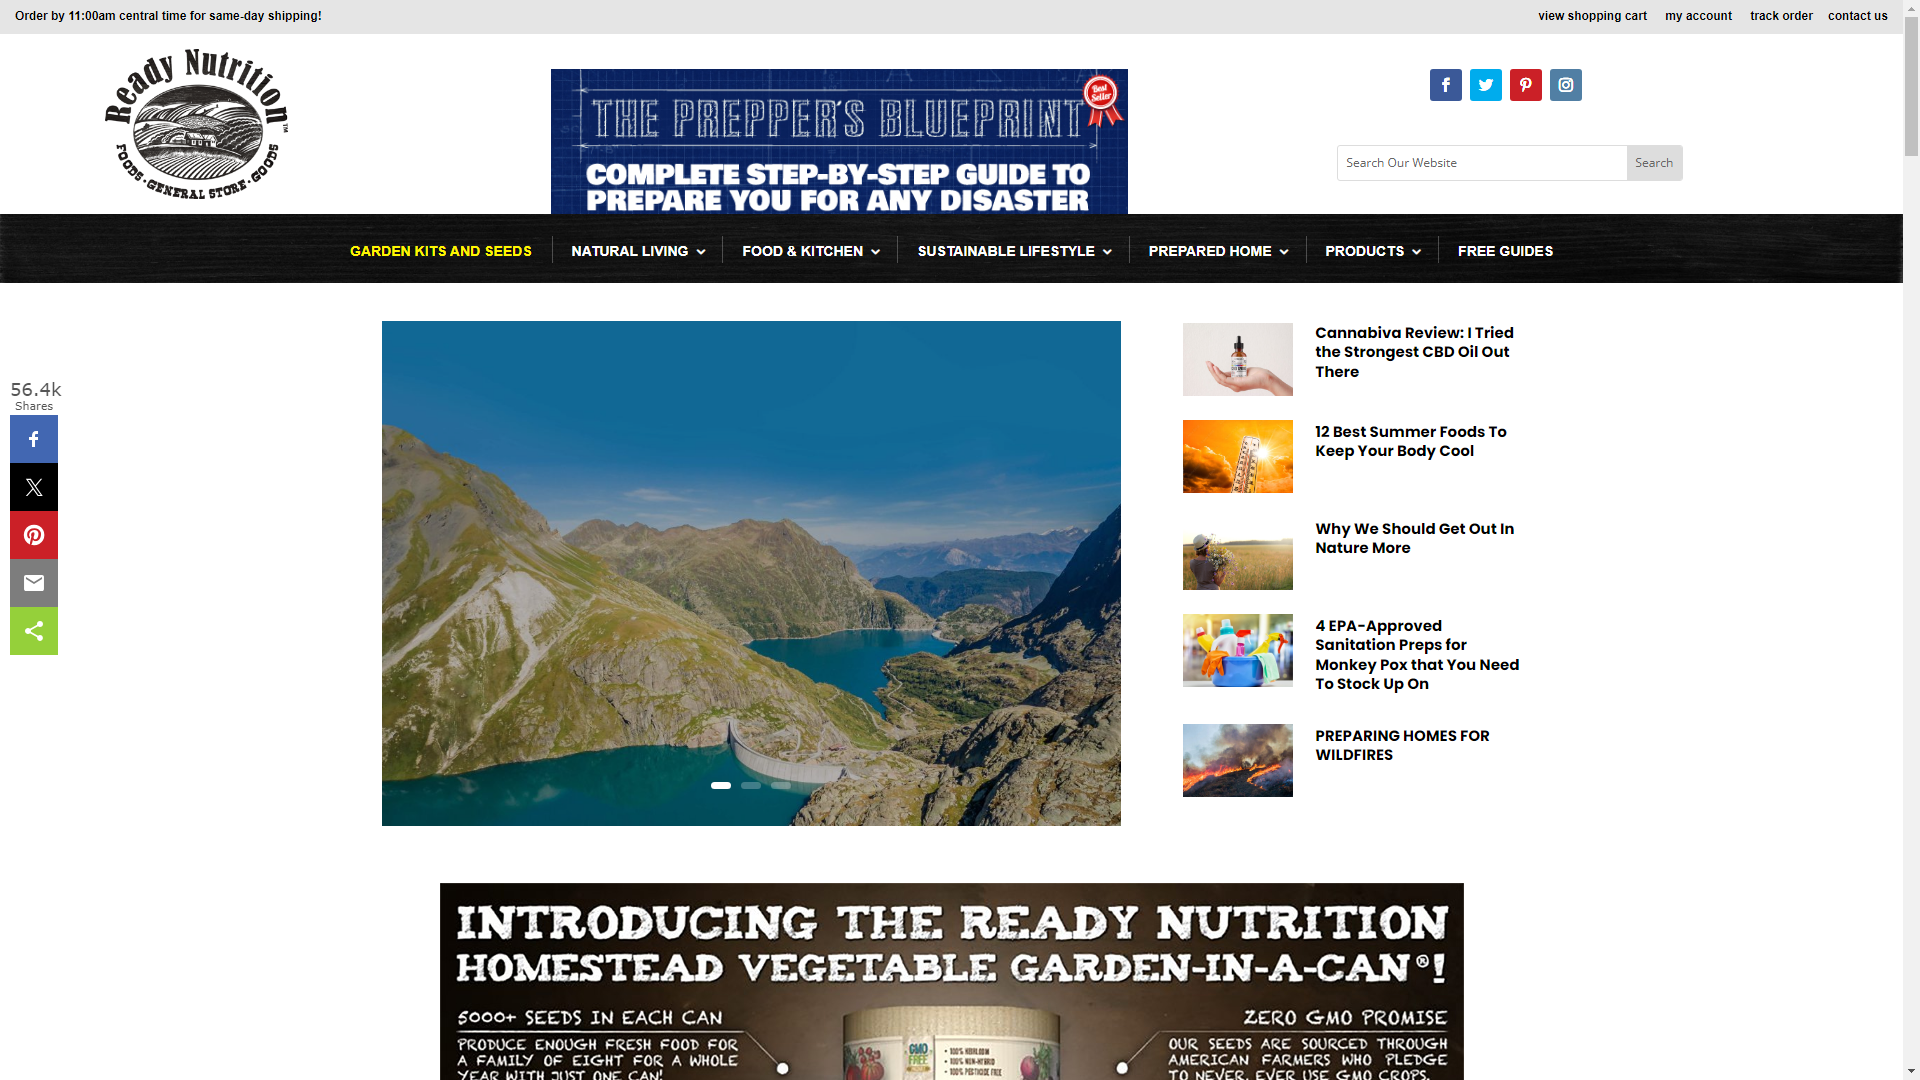 Order by 11:00am central time for same-day shipping!
view shopping cart my account track order contact us
Ready Nutrition™
FOODS · GENERAL STORE · GOODS
THE PREPPER'S BLUEPRINT
Best Seller
COMPLETE STEP-BY-STEP GUIDE TO
PREPARE YOU FOR ANY DISASTER
Search Our Website Search
GARDEN KITS AND SEEDS NATURAL LIVING FOOD & KITCHEN SUSTAINABLE LIFESTYLE PREPARED HOME PRODUCTS FREE GUIDES
56.4k
Shares
Cannabiva Review: I Tried
the Strongest CBD Oil Out
There
12 Best Summer Foods To
Keep Your Body Cool
Why We Should Get Out In
Nature More
4 EPA-Approved
Sanitation Preps for
Monkey Pox that You Need
To Stock Up On
PREPARING HOMES FOR
WILDFIRES
INTRODUCING THE READY NUTRITION
HOMESTEAD VEGETABLE GARDEN-IN-A-CAN®!
5000+ SEEDS IN EACH CAN
PRODUCE ENOUGH FRESH FOOD FOR
A FAMILY OF EIGHT FOR A WHOLE
YEAR WITH JUST ONE CAN!
GMO
FREE
• 100% HEIRLOOM
• 100% NON-HYBRID
• 100% PESTICIDE FREE
ZERO GMO PROMISE
OUR SEEDS ARE SOURCED THROUGH
AMERICAN FARMERS WHO PLEDGE
TO NEVER, EVER USE GMO CROPS.